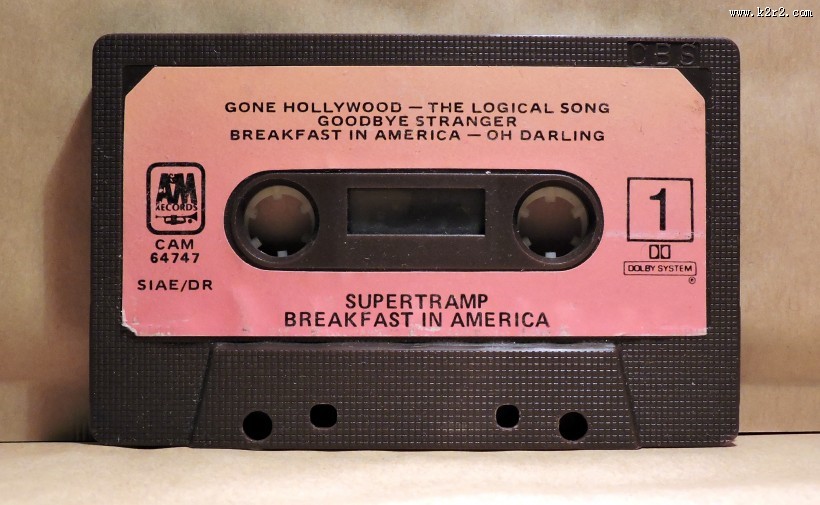 www.k2r2.com
CBS
GONE HOLLYWOOD — THE LOGICAL SONG
GOODBYE STRANGER
BREAKFAST IN AMERICA — OH DARLING
A&M
RECORDS
1
CAM
64747
DOLBY SYSTEM
SIAE/DR
SUPERTRAMP
BREAKFAST IN AMERICA